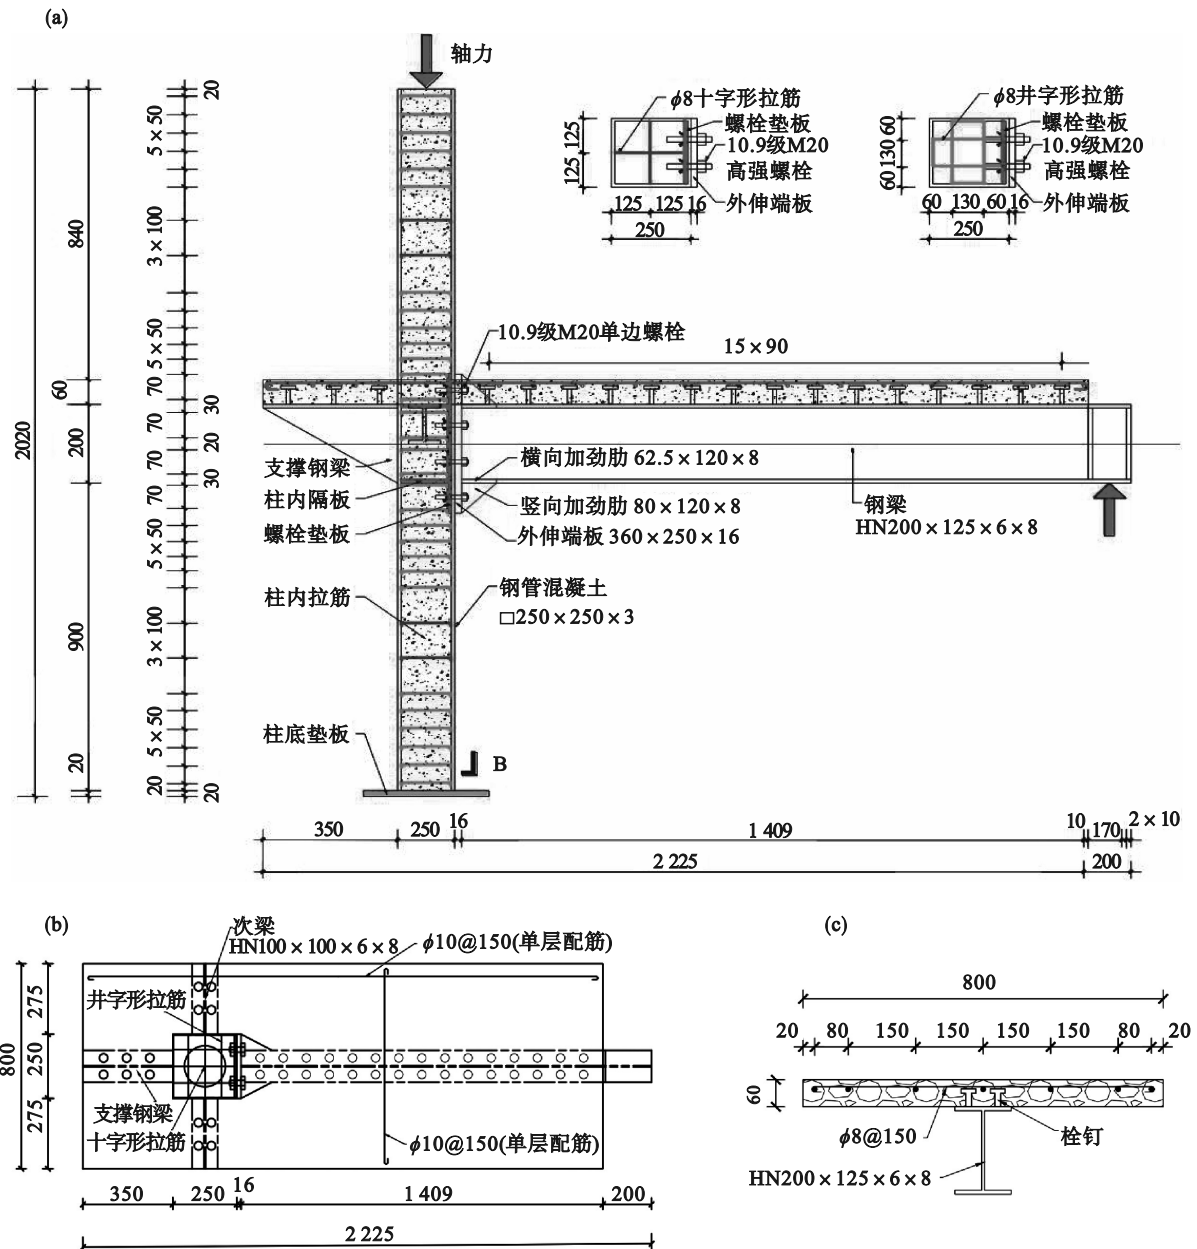 (a)
轴力
2020
840
60
200
900
20
20
5×50
3×100
5×50
70
30
70
20
70
30
70
5×50
3×100
5×50
20
20
ϕ8十字形拉筋
螺栓垫板
10.9级M20
高强螺栓
外伸端板
125
125
125
125
16
250
ϕ8井字形拉筋
螺栓垫板
10.9级M20
高强螺栓
外伸端板
60
130
60
60
130
60
16
250
10.9级M20单边螺栓
15×90
支撑钢梁
柱内隔板
螺栓垫板
横向加劲肋 62.5×120×8
竖向加劲肋 80×120×8
外伸端板 360×250×16
钢梁
HN200×125×6×8
柱内拉筋
钢管混凝土
□250×250×3
柱底垫板
B
350
250
16
1 409
10
170
2×10
2 225
200
(b)
次梁
HN100×100×6×8
ϕ10@150(单层配筋)
井字形拉筋
支撑钢梁
十字形拉筋
ϕ10@150(单层配筋)
800
275
250
275
350
250
16
1 409
200
2 225
(c)
800
20
80
150
150
150
150
80
20
60
ϕ8@150
栓钉
HN200×125×6×8